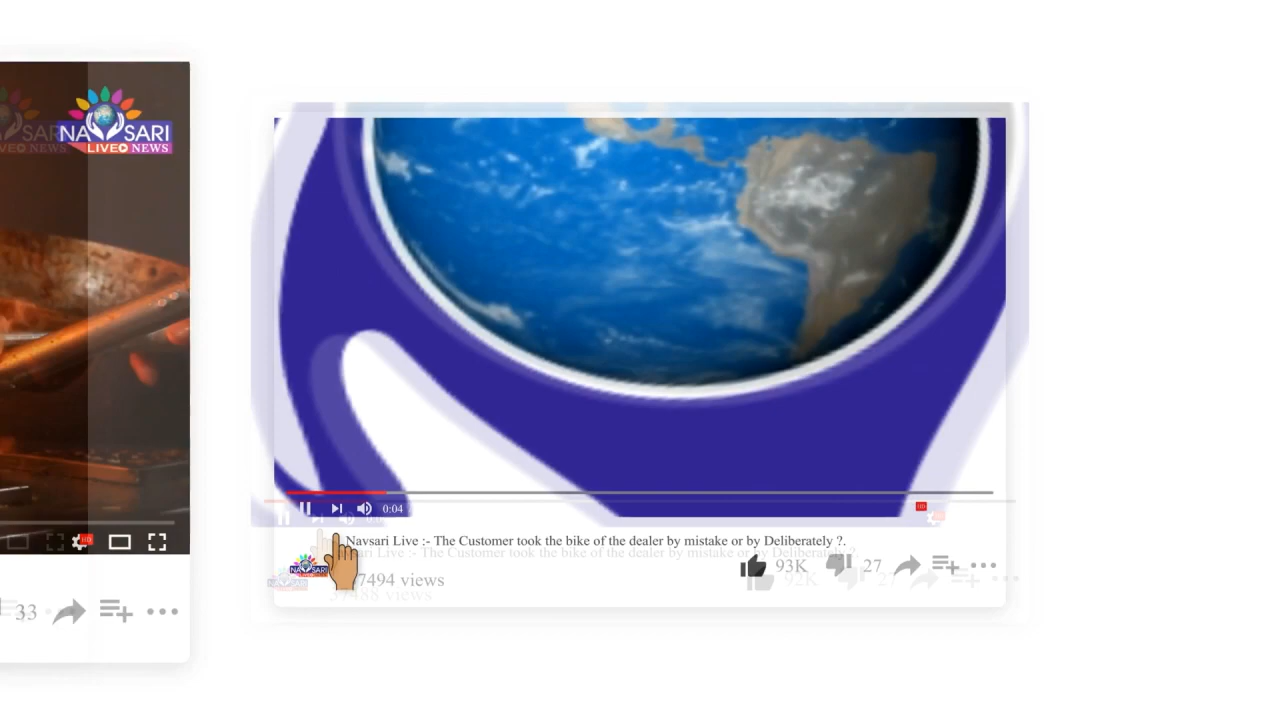 NAVSARI
LIVE NEWS
33
0:04
HD
Navsari Live :- The Customer took the bike of the dealer by mistake or by Deliberately ?.
7494 views
93K
27